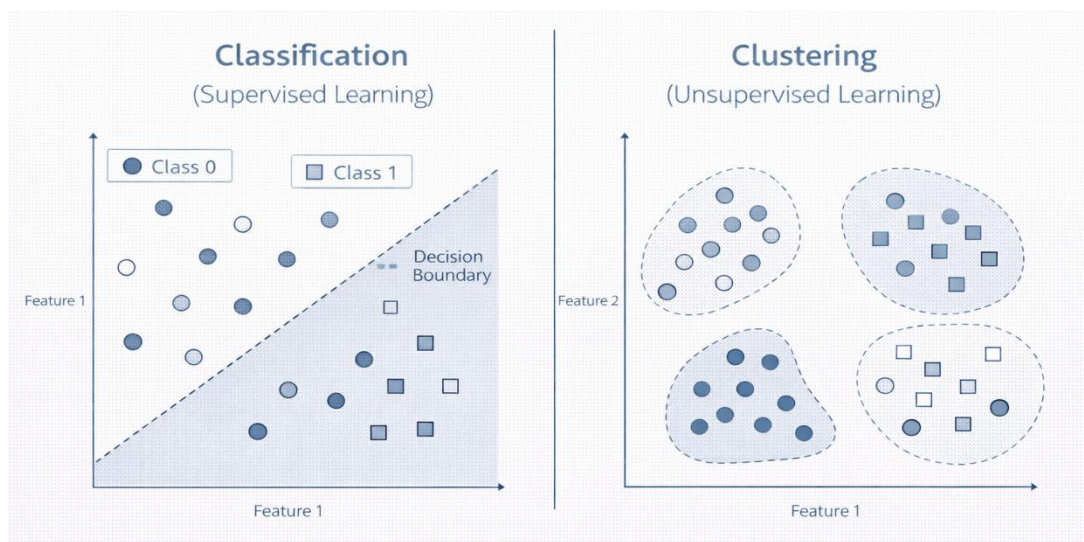 Classification
(Supervised Learning)
Class 0
Class 1
Decision
Boundary
Feature 1
Feature 1
Clustering
(Unsupervised Learning)
Feature 2
Feature 1